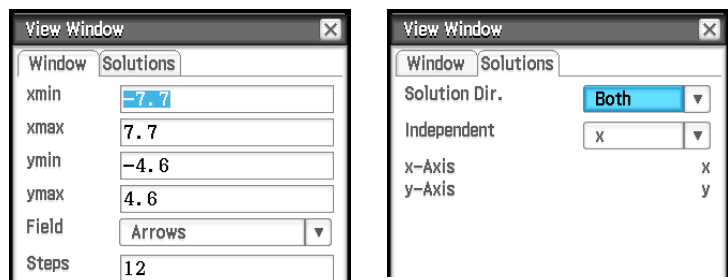 View Window
Window Solutions
xmin -7.7
xmax 7.7
ymin -4.6
ymax 4.6
Field Arrows
Steps 12
View Window
Window Solutions
Solution Dir. Both
Independent x
x-Axis x
y-Axis y